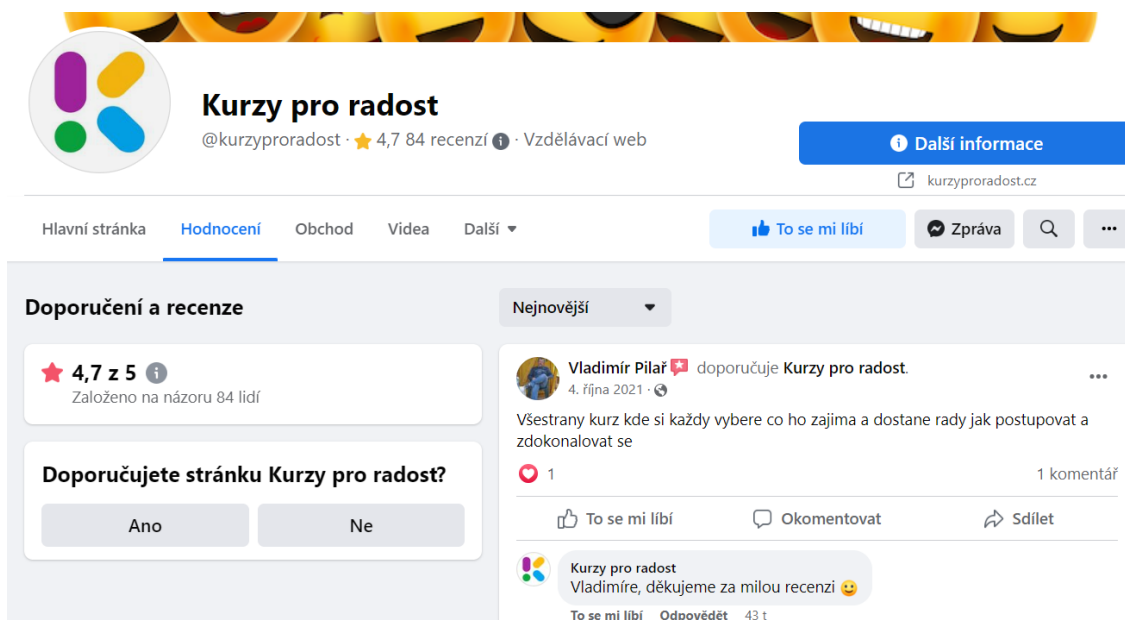 Kurzy pro radost
@kurzyproradost · 4,7 84 recenzí · Vzdělávací web
Další informace
kurzyproradost.cz
Hlavní stránka Hodnocení Obchod Videa Další
To se mi líbí Zpráva
Doporučení a recenze
Nejnovější
4,7 z 5
Založeno na názoru 84 lidí
Doporučujete stránku Kurzy pro radost?
Ano Ne
Vladimír Pilař doporučuje Kurzy pro radost.
4. října 2021 ·
Všestrany kurz kde si každy vybere co ho zajima a dostane rady jak postupovat a
zdokonalovat se
1
1 komentář
To se mi líbí Okomentovat Sdílet
Kurzy pro radost
Vladimíre, děkujeme za milou recenzi 🙂
To se mi líbí Odpovědět 43 t